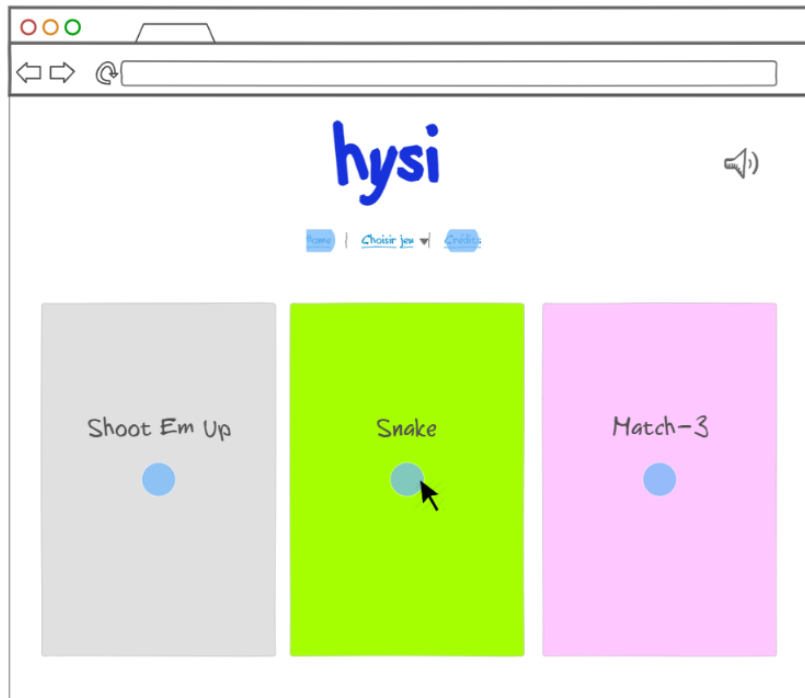 hysi
Home | Choisir jeu | Crédits
Shoot Em Up
Snake
Match-3